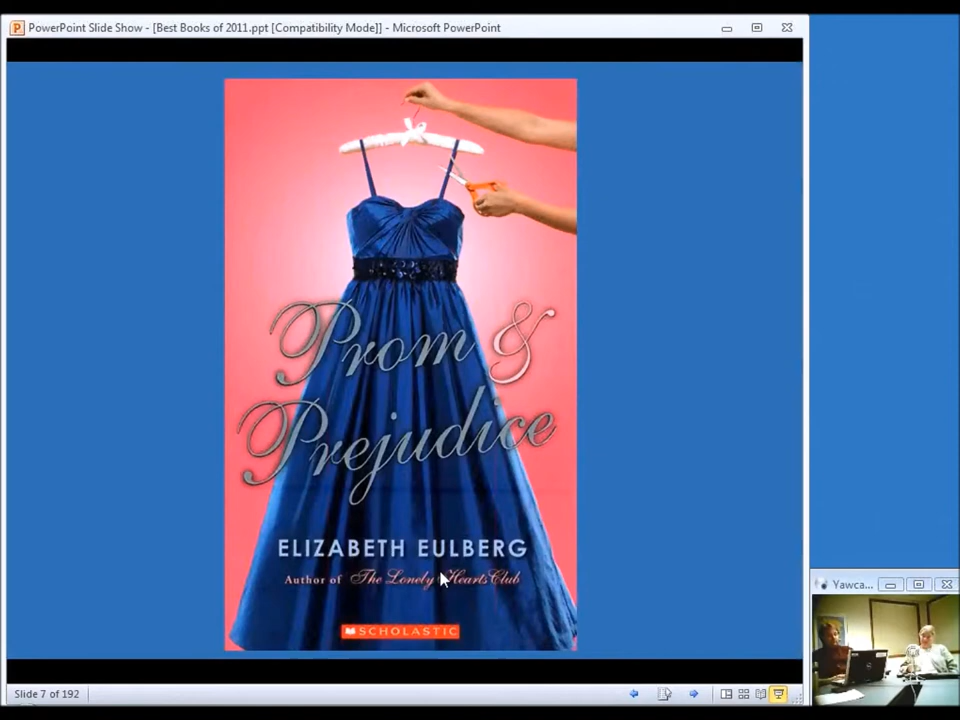 PowerPoint Slide Show - [Best Books of 2011.ppt [Compatibility Mode]] - Microsoft PowerPoint
Prom &
Prejudice
ELIZABETH EULBERG
Author of The Lonely Hearts Club
SCHOLASTIC
Yawca...
Slide 7 of 192